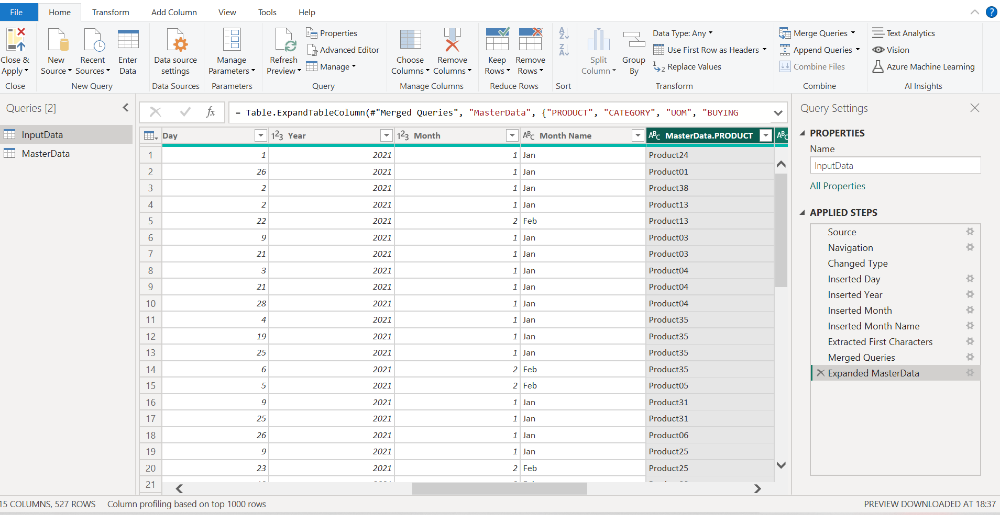 File Home Transform Add Column View Tools Help
Close & Apply
New Source
Recent Sources
Enter Data
Data source settings
Manage Parameters
Refresh Preview
Properties
Advanced Editor
Manage
Choose Columns
Remove Columns
Keep Rows
Remove Rows
Split Column
Group By
Data Type: Any
Use First Row as Headers
Replace Values
Merge Queries
Append Queries
Combine Files
Text Analytics
Vision
Azure Machine Learning
Close New Query Data Sources Parameters Query Manage Columns Reduce Rows Sort Transform Combine AI Insights
Queries [2]
InputData
MasterData
fx
= Table.ExpandTableColumn(#"Merged Queries", "MasterData", {"PRODUCT", "CATEGORY", "UOM", "BUYING
Day 123 Year 123 Month ABC Month Name ABC MasterData.PRODUCT ABC
1 1 2021 1 Jan Product24
2 26 2021 1 Jan Product01
3 2 2021 1 Jan Product38
4 2 2021 1 Jan Product13
5 22 2021 2 Feb Product13
6 9 2021 1 Jan Product03
7 21 2021 1 Jan Product03
8 3 2021 1 Jan Product04
9 21 2021 1 Jan Product04
10 28 2021 1 Jan Product04
11 4 2021 1 Jan Product35
12 19 2021 1 Jan Product35
13 25 2021 1 Jan Product35
14 6 2021 2 Feb Product35
15 5 2021 2 Feb Product05
16 9 2021 1 Jan Product31
17 25 2021 1 Jan Product31
18 26 2021 1 Jan Product06
19 9 2021 1 Jan Product25
20 23 2021 2 Feb Product25
21
Query Settings
PROPERTIES
Name
InputData
All Properties
APPLIED STEPS
Source
Navigation
Changed Type
Inserted Day
Inserted Year
Inserted Month
Inserted Month Name
Extracted First Characters
Merged Queries
Expanded MasterData
15 COLUMNS, 527 ROWS Column profiling based on top 1000 rows PREVIEW DOWNLOADED AT 18:37